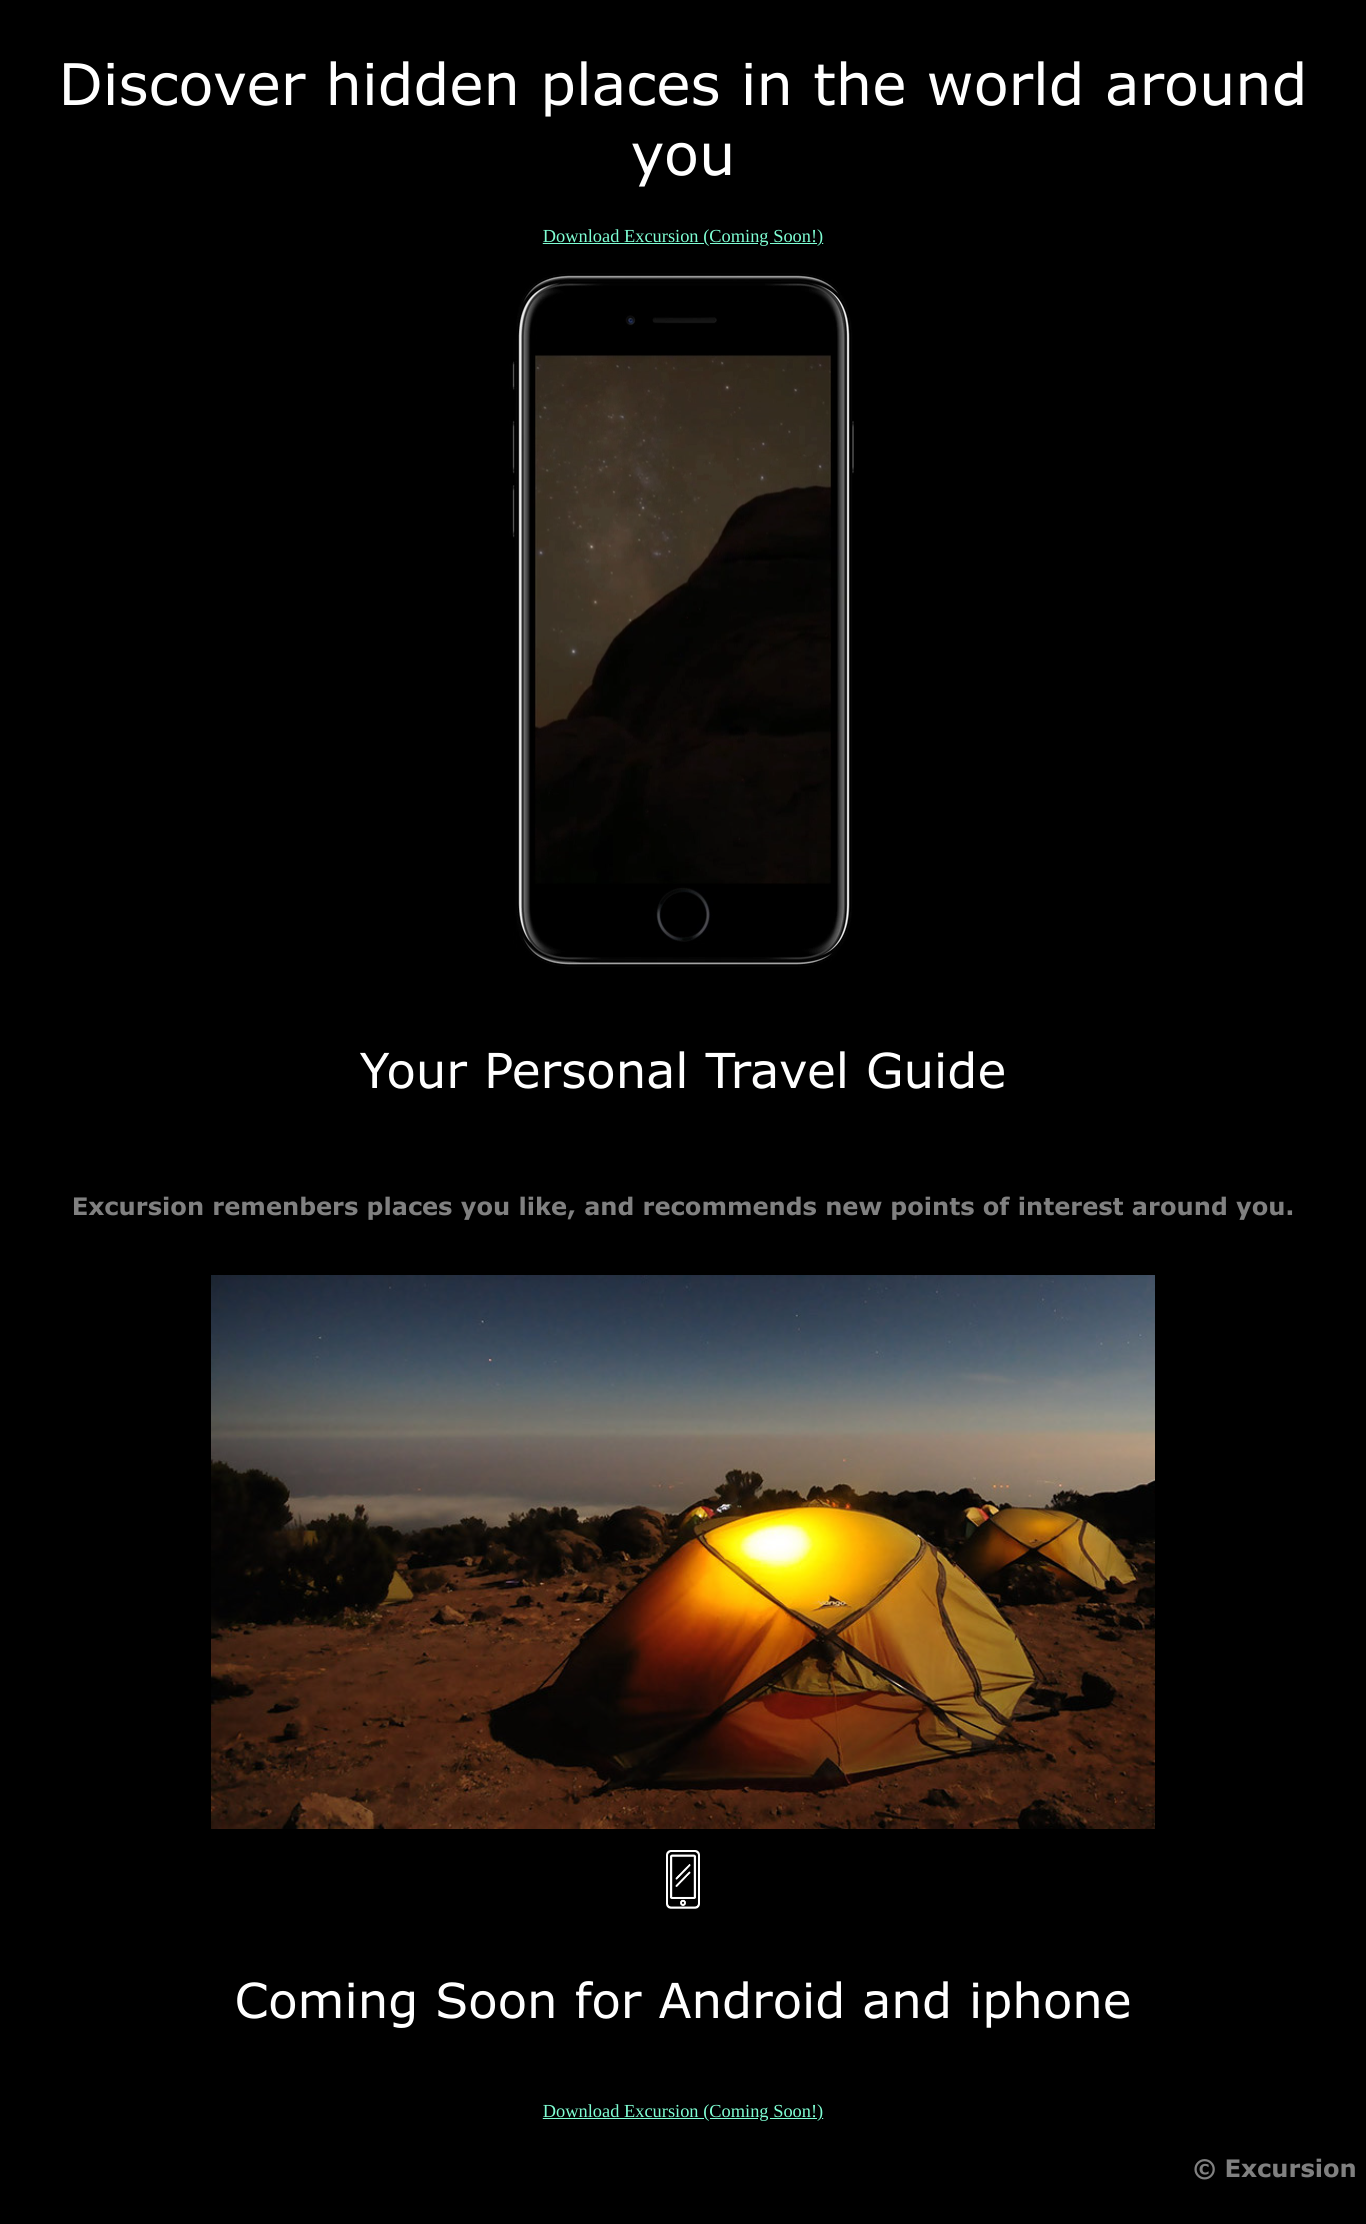 Discover hidden places in the world around
you
Download Excursion (Coming Soon!)
Your Personal Travel Guide
Excursion remenbers places you like, and recommends new points of interest around you.
vango
Coming Soon for Android and iphone
Download Excursion (Coming Soon!)
© Excursion